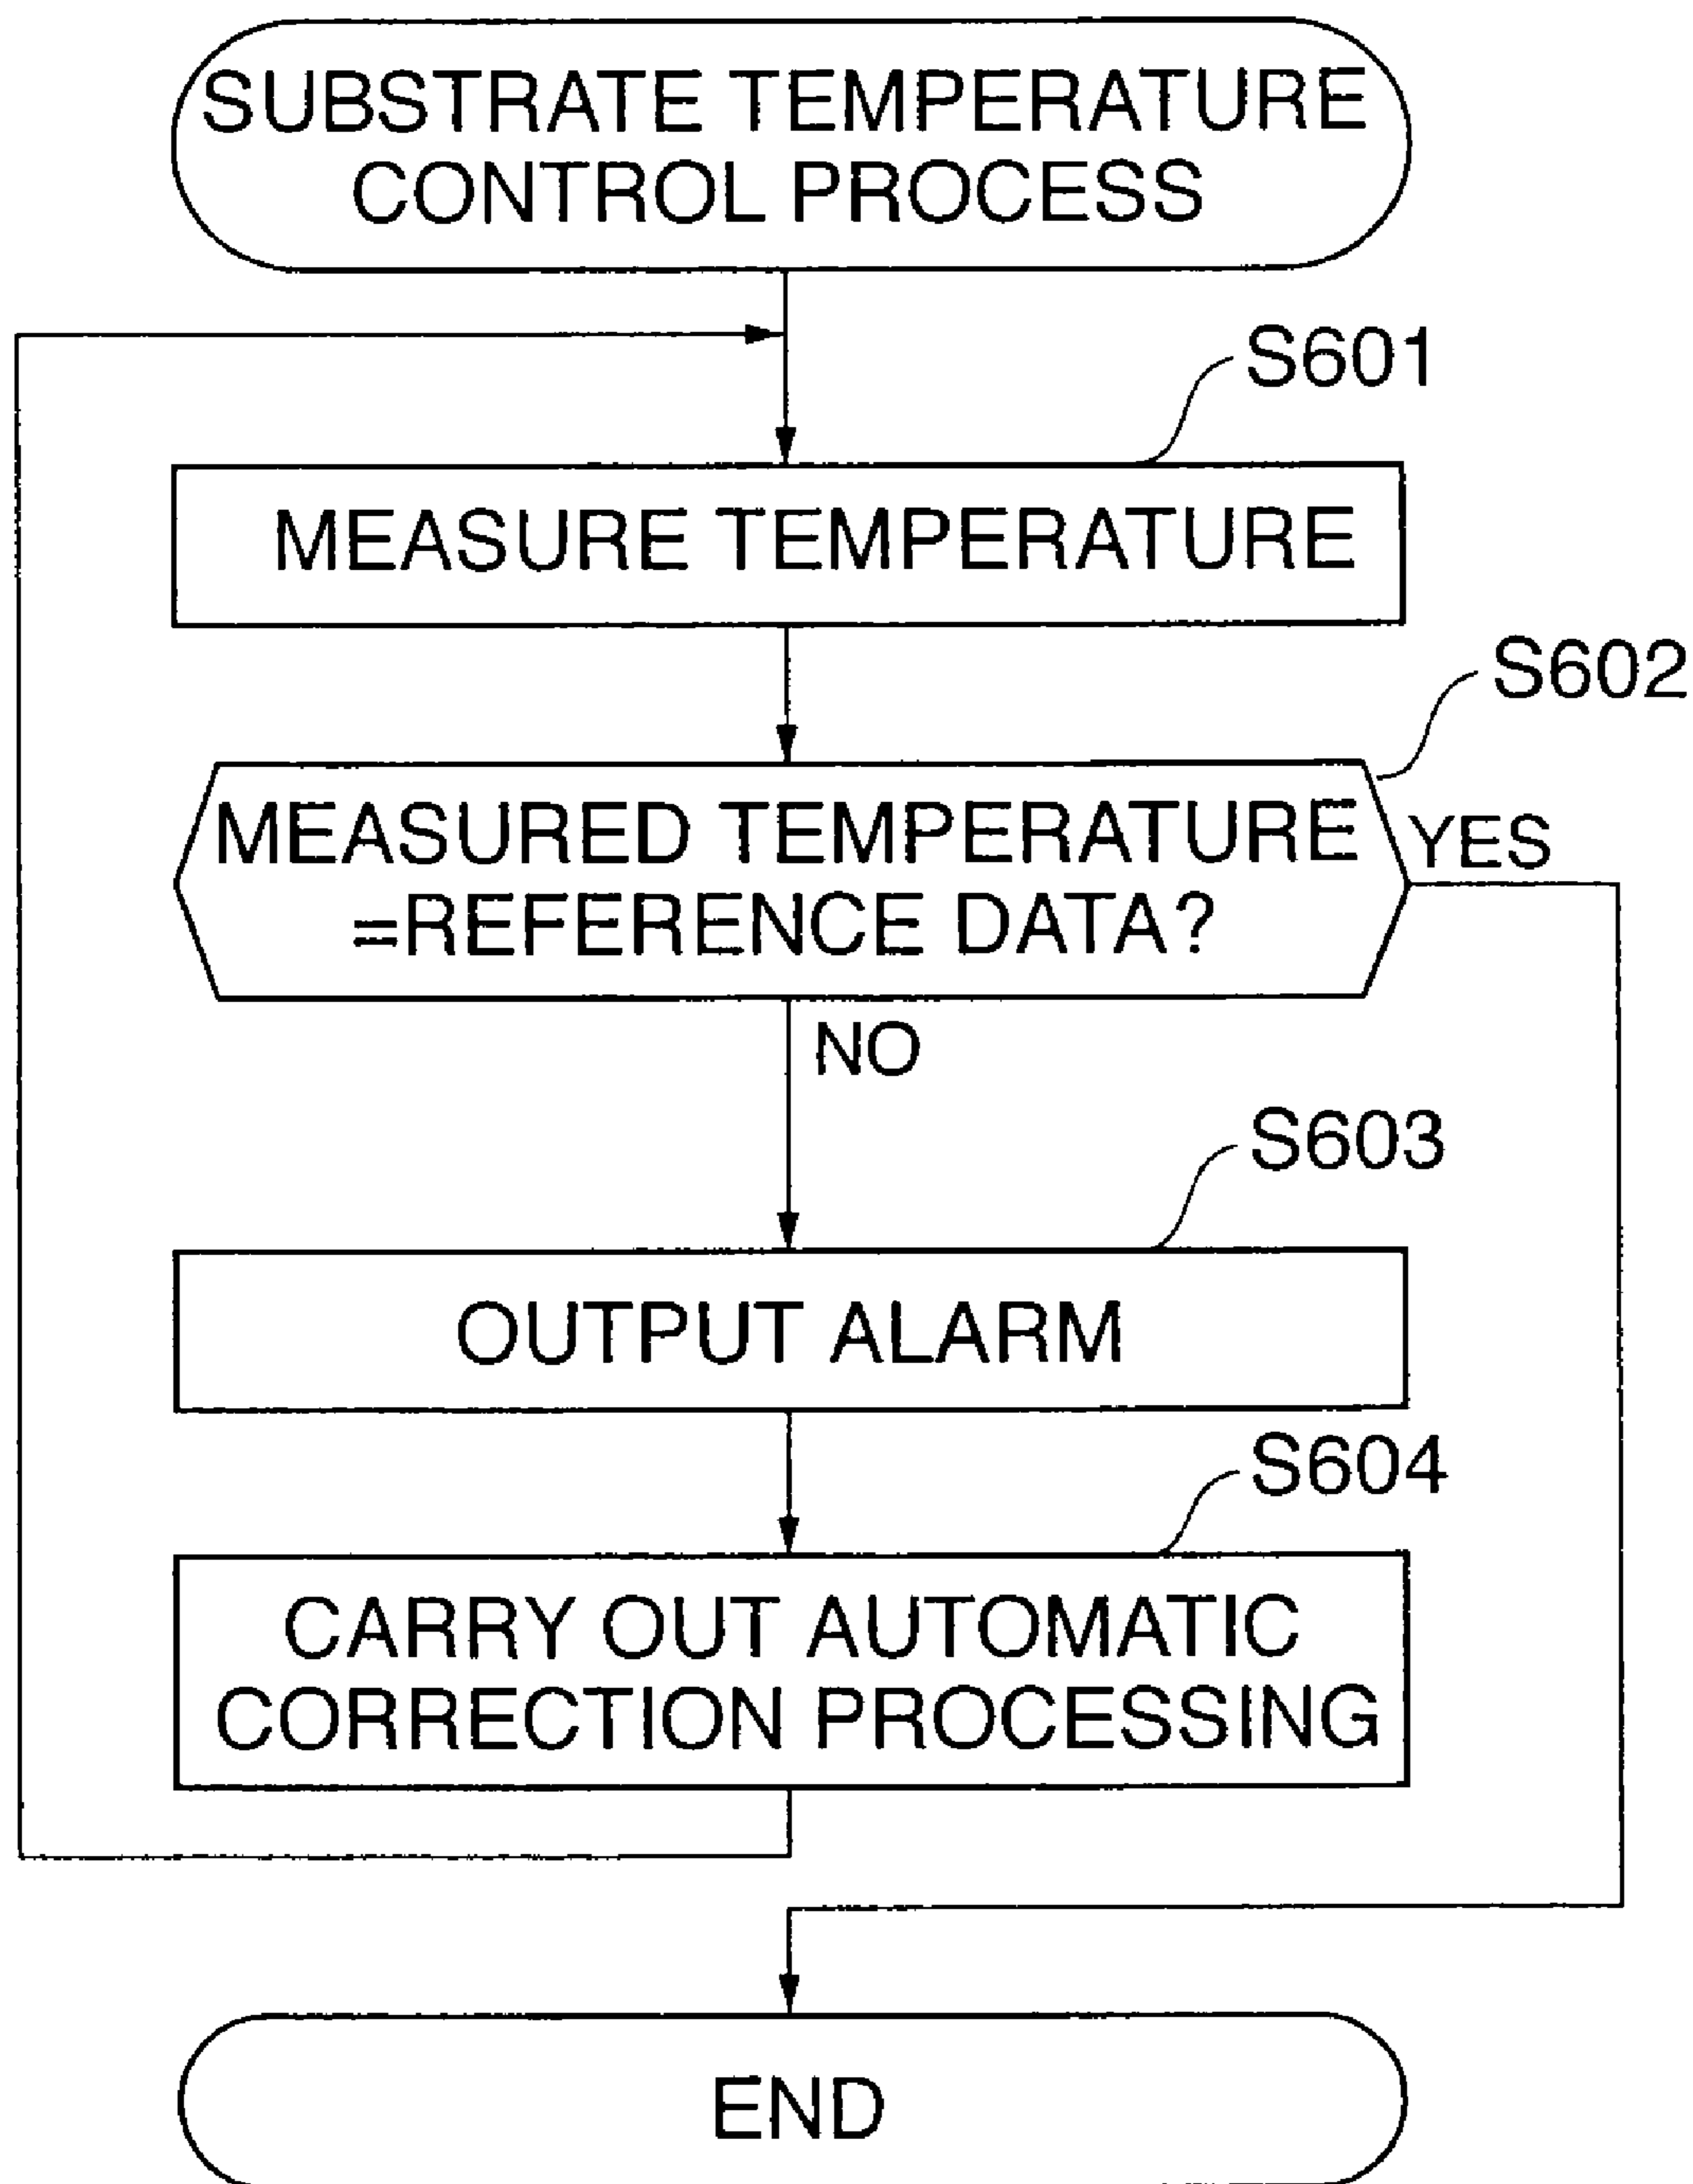 SUBSTRATE TEMPERATURE
CONTROL PROCESS
S601
MEASURE TEMPERATURE
S602
MEASURED TEMPERATURE
=REFERENCE DATA?
YES
NO
S603
OUTPUT ALARM
S604
CARRY OUT AUTOMATIC
CORRECTION PROCESSING
END